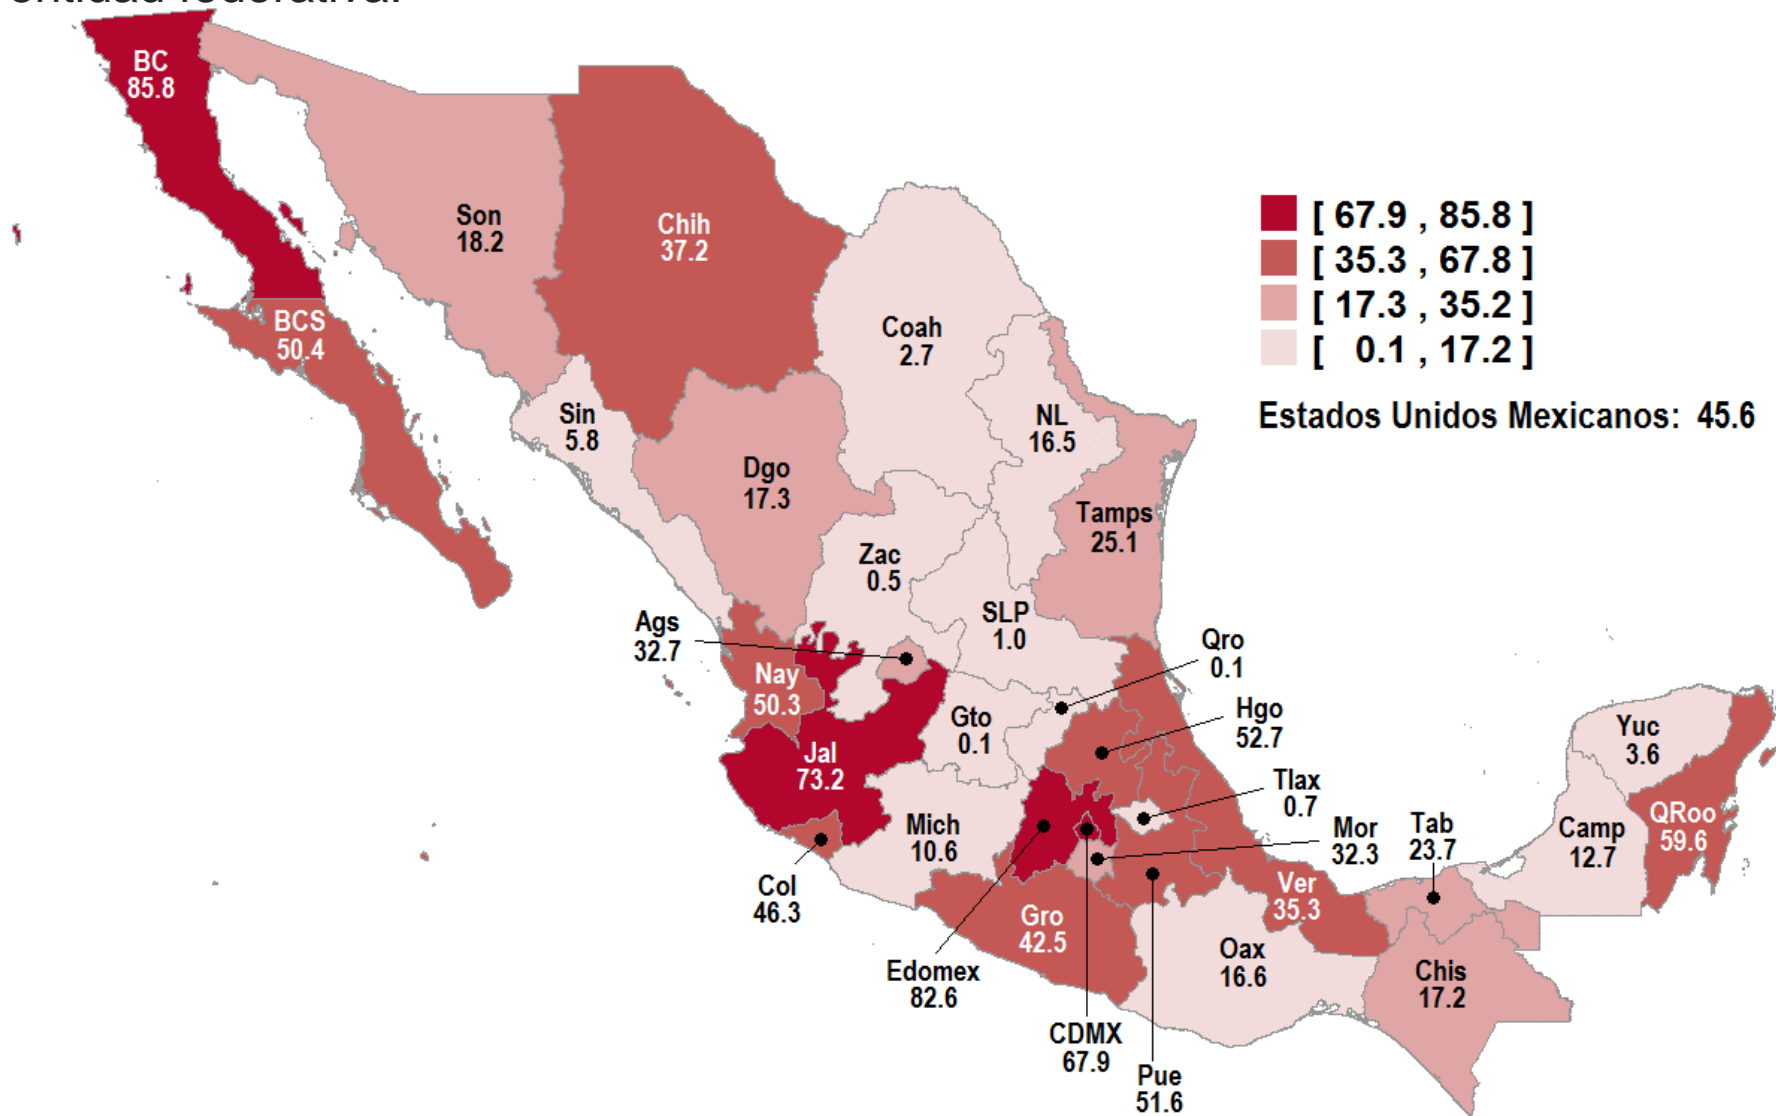 entidad federativa.
BC
85.8
Son
18.2
Chih
37.2
[ 67.9 , 85.8 ]
[ 35.3 , 67.8 ]
[ 17.3 , 35.2 ]
[ 0.1 , 17.2 ]
Estados Unidos Mexicanos: 45.6
BCS
50.4
Coah
2.7
Sin
5.8
NL
16.5
Dgo
17.3
Tamps
25.1
Zac
0.5
SLP
1.0
Ags
32.7
Qro
0.1
Nay
50.3
Gto
0.1
Hgo
52.7
Yuc
3.6
Jal
73.2
Tlax
0.7
QRoo
59.6
Mich
10.6
Mor
32.3
Tab
23.7
Camp
12.7
Col
46.3
Ver
35.3
Gro
42.5
Edomex
82.6
Oax
16.6
Chis
17.2
CDMX
67.9
Pue
51.6